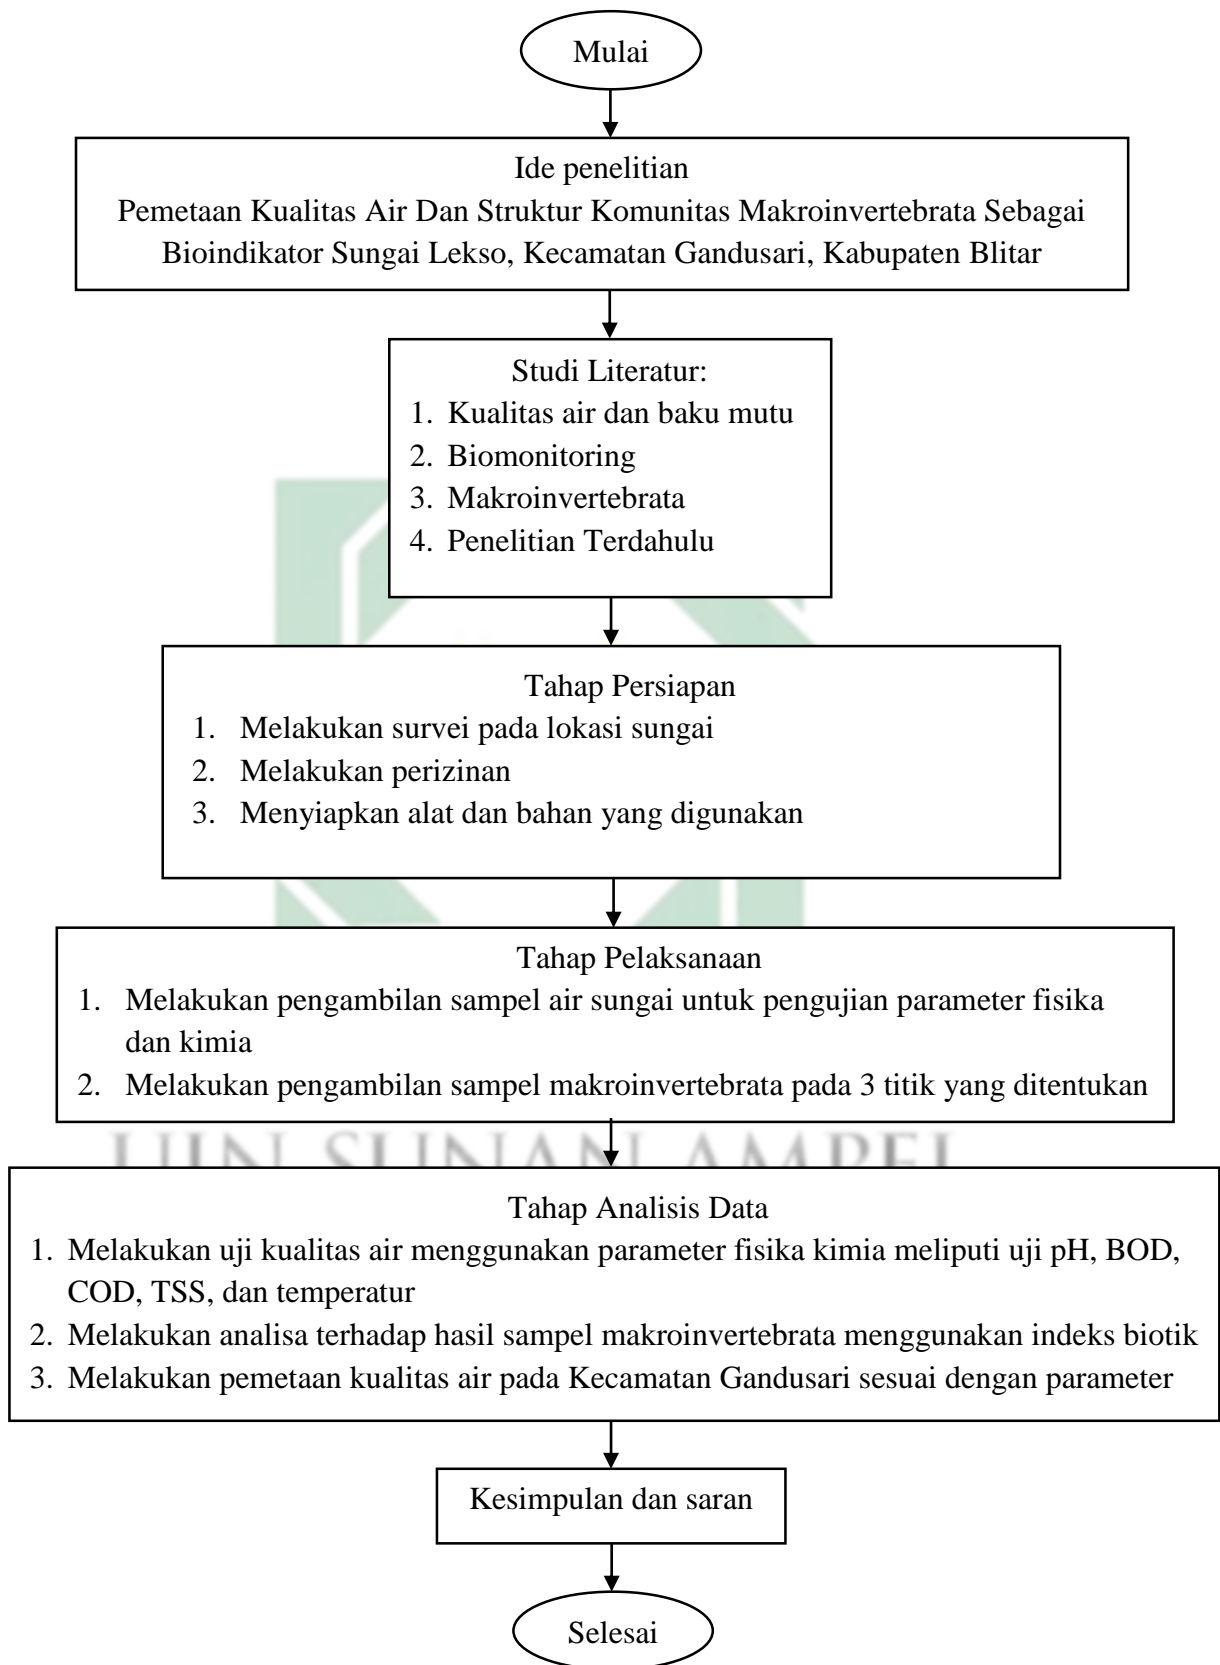 Mulai
Ide penelitian
Pemetaan Kualitas Air Dan Struktur Komunitas Makroinvertebrata Sebagai
Bioindikator Sungai Lekso, Kecamatan Gandusari, Kabupaten Blitar
Studi Literatur:
1. Kualitas air dan baku mutu
2. Biomonitoring
3. Makroinvertebrata
4. Penelitian Terdahulu
Tahap Persiapan
1. Melakukan survei pada lokasi sungai
2. Melakukan perizinan
3. Menyiapkan alat dan bahan yang digunakan
Tahap Pelaksanaan
1. Melakukan pengambilan sampel air sungai untuk pengujian parameter fisika
dan kimia
2. Melakukan pengambilan sampel makroinvertebrata pada 3 titik yang ditentukan
UIN SUNAN AMPEL
Tahap Analisis Data
1. Melakukan uji kualitas air menggunakan parameter fisika kimia meliputi uji pH, BOD,
COD, TSS, dan temperatur
2. Melakukan analisa terhadap hasil sampel makroinvertebrata menggunakan indeks biotik
3. Melakukan pemetaan kualitas air pada Kecamatan Gandusari sesuai dengan parameter
Kesimpulan dan saran
Selesai